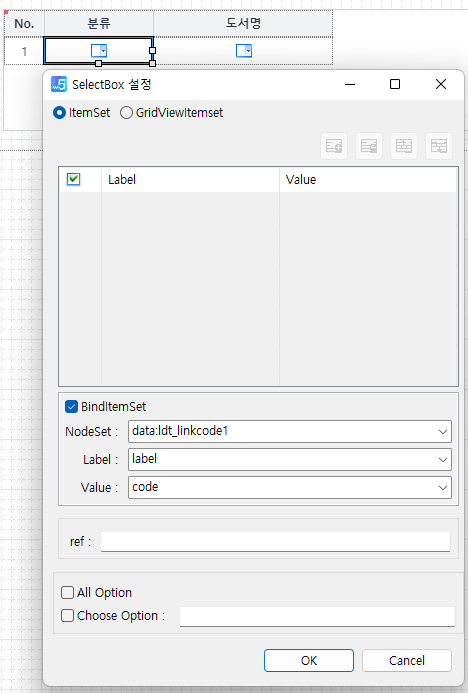 No. 분류 도서명
1
w5 SelectBox 설정
ItemSet GridViewItemset
Label Value
BindItemSet
NodeSet : data:ldt_linkcode1
Label : label
Value : code
ref :
All Option
Choose Option :
OK Cancel